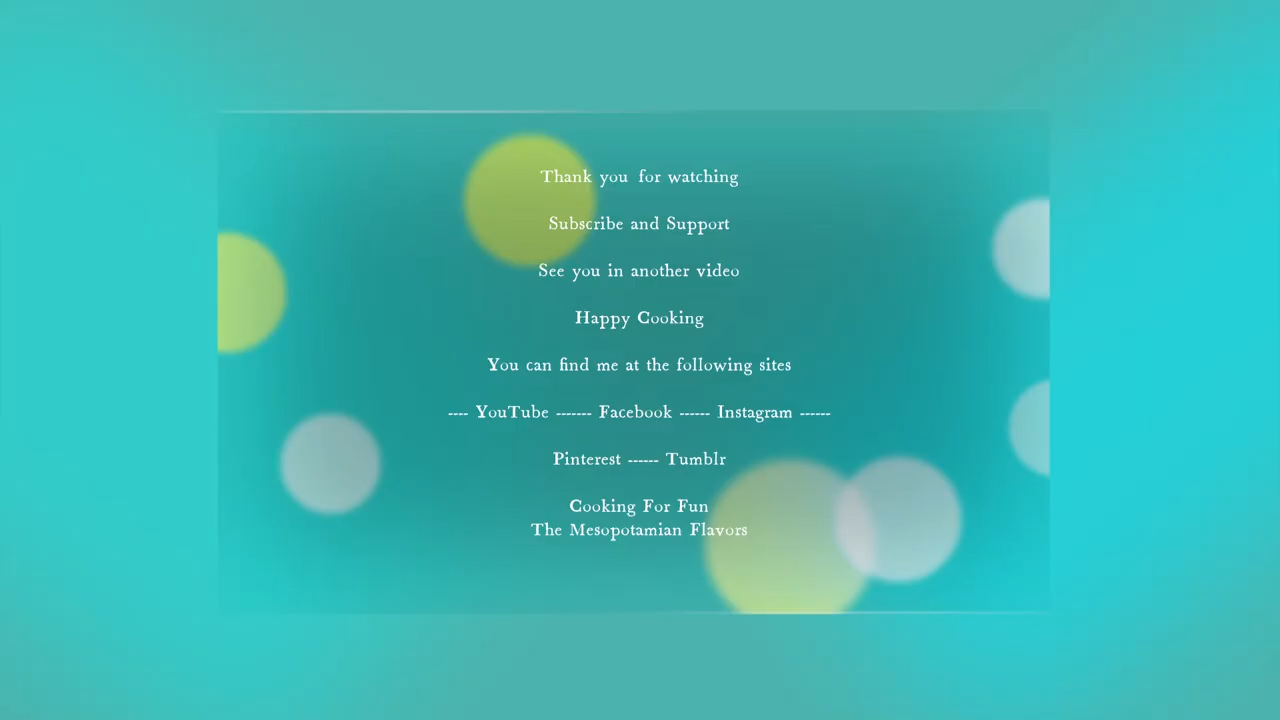 Thank you for watching
Subscribe and Support
See you in another video
Happy Cooking
You can find me at the following sites
---- YouTube ------- Facebook ------ Instagram ------
Pinterest ------ Tumblr
Cooking For Fun
The Mesopotamian Flavors